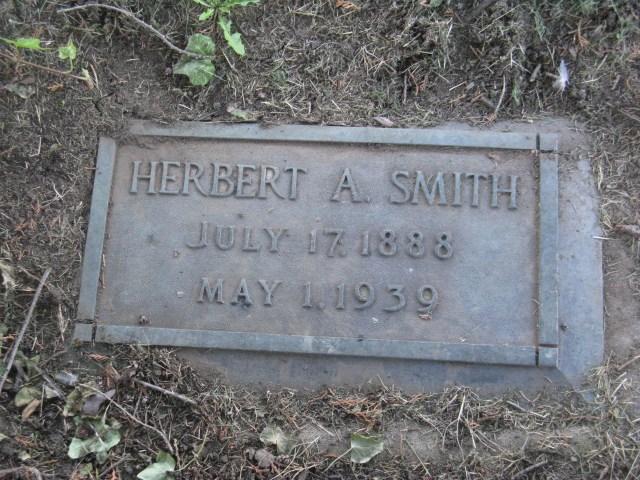 HERBERT A. SMITH
JULY 17. 1888
MAY 1. 1939